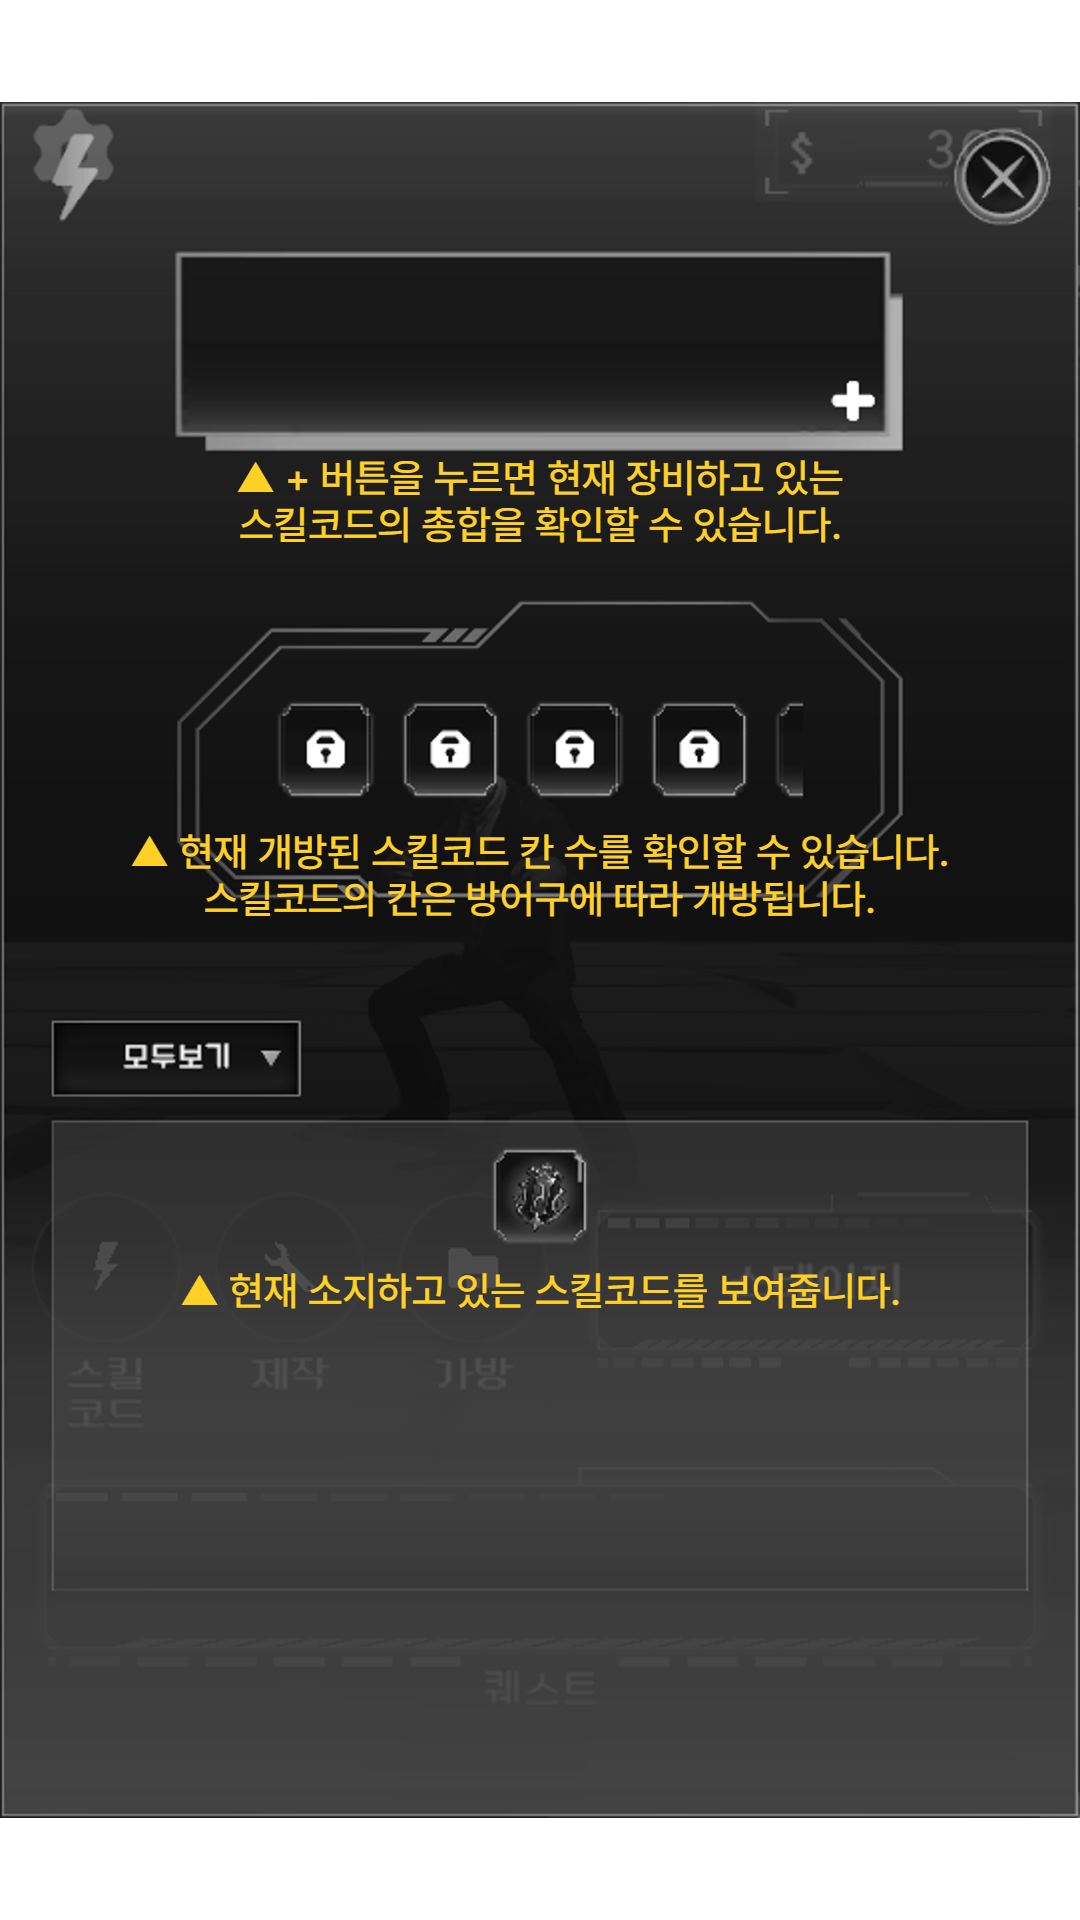 $ 365
▲ + 버튼을 누르면 현재 장비하고 있는
스킬코드의 총합을 확인할 수 있습니다.
▲ 현재 개방된 스킬코드 칸 수를 확인할 수 있습니다.
스킬코드의 칸은 방어구에 따라 개방됩니다.
모두보기 ▼
▲ 현재 소지하고 있는 스킬코드를 보여줍니다.
스테이지
스킬
코드
제작
가방
퀘스트